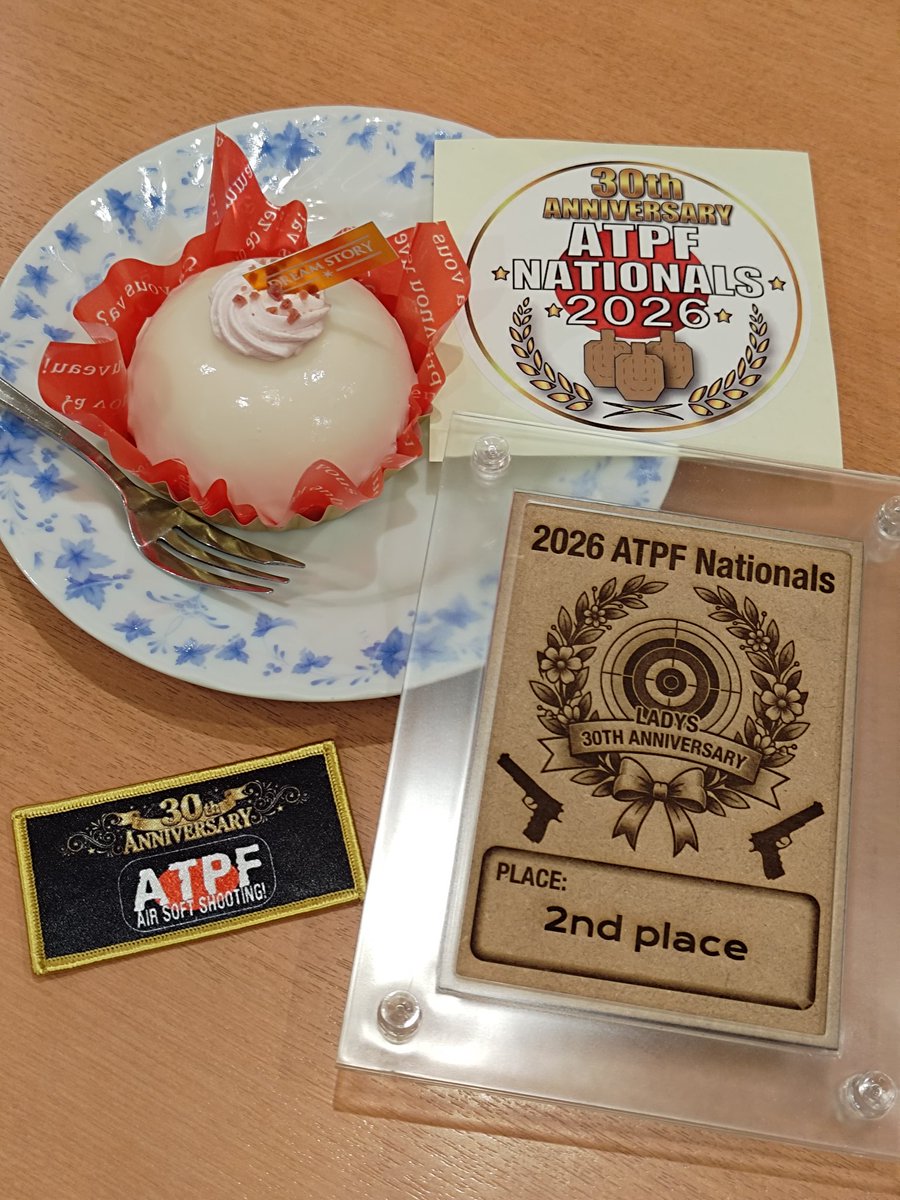 DREAM STORY
30th
ANNIVERSARY
ATPF
NATIONALS
2026
2026 ATPF Nationals
LADYS
30TH ANNIVERSARY
PLACE:
2nd place
30th
ANNIVERSARY
ATPF
AIR SOFT SHOOTING!